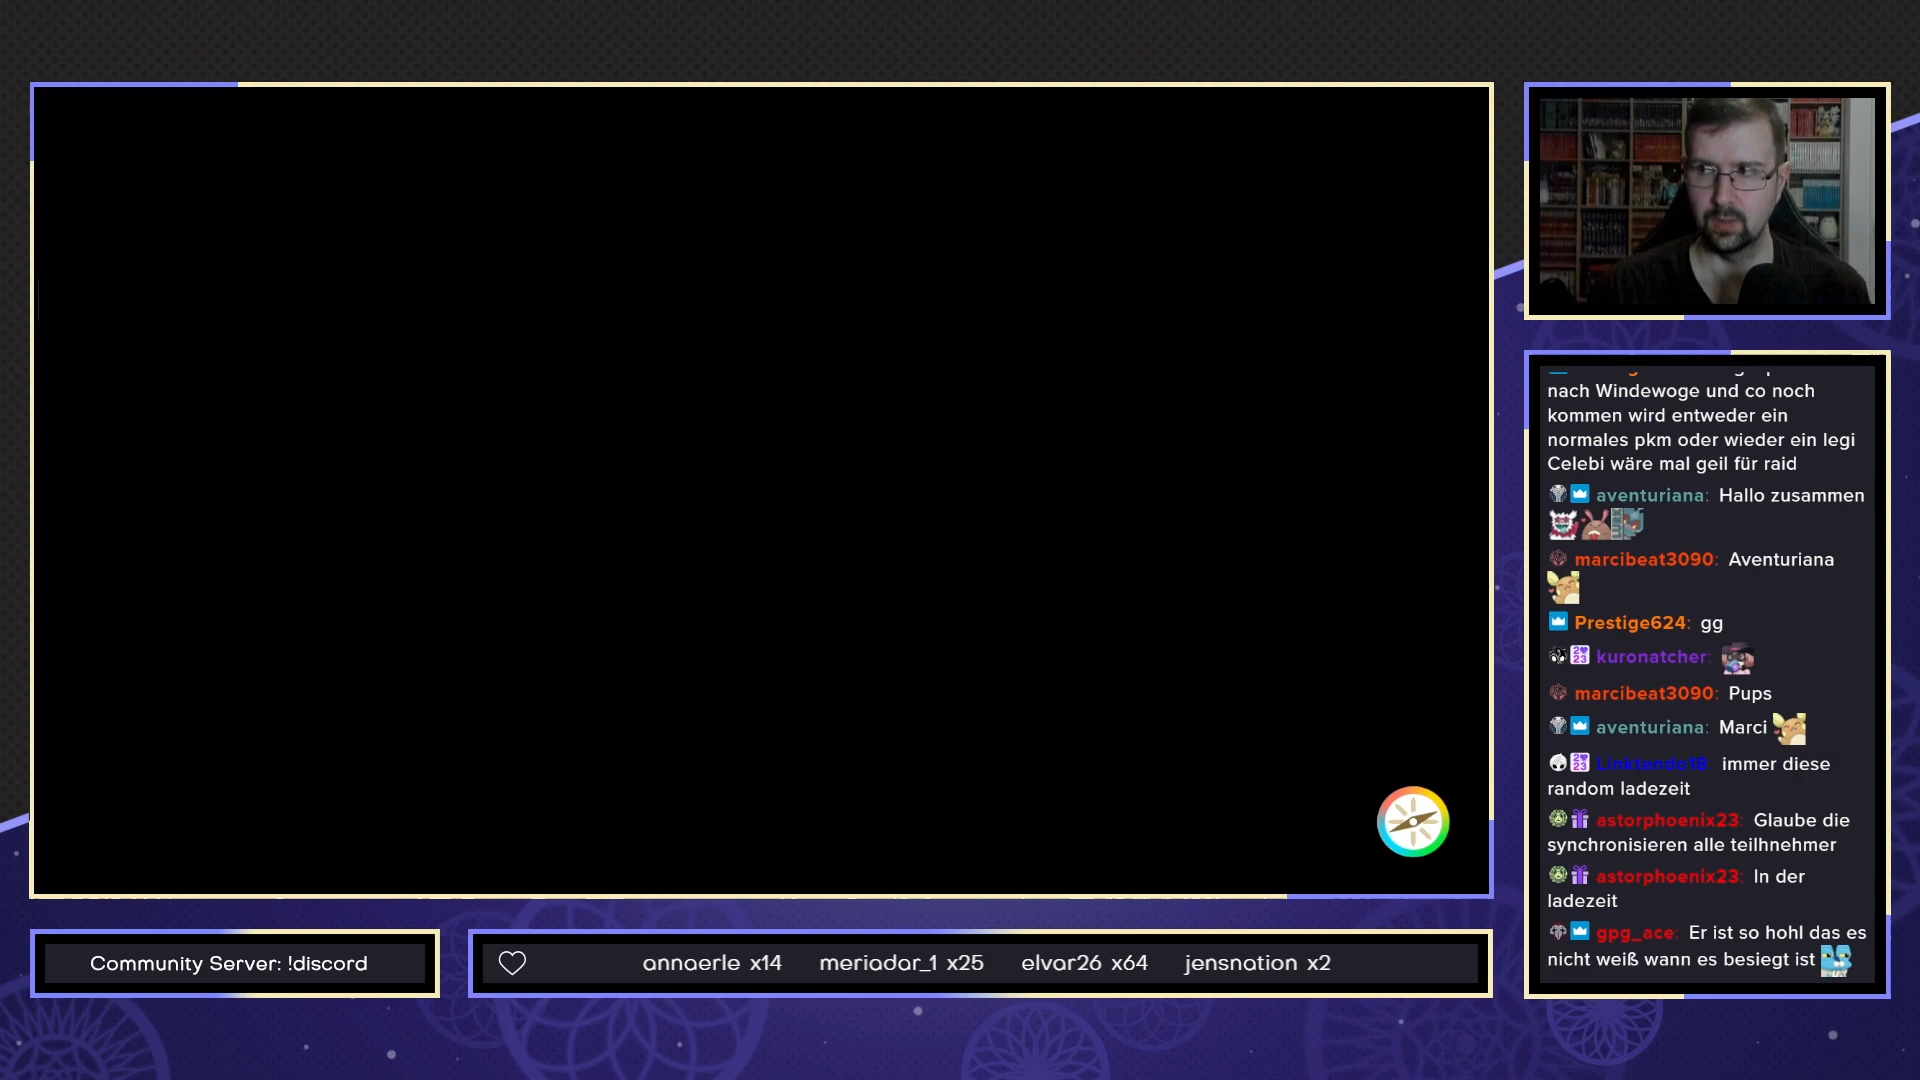 nach Windewoge und co noch
kommen wird entweder ein
normales pkm oder wieder ein legi
Celebi wäre mal geil für raid
aventuriana: Hallo zusammen
marcibeat3090: Aventuriana
Prestige624: gg
kuronatcher:
marcibeat3090: Pups
aventuriana: Marci
Linktendo18: immer diese
random ladezeit
astorphoenix23: Glaube die
synchronisieren alle teilhnehmer
astorphoenix23: In der
ladezeit
gpg_ace: Er ist so hohl das es
nicht weiß wann es besiegt ist
Community Server: !discord
annaerle x14 meriadar_1 x25 elvar26 x64 jensnation x2